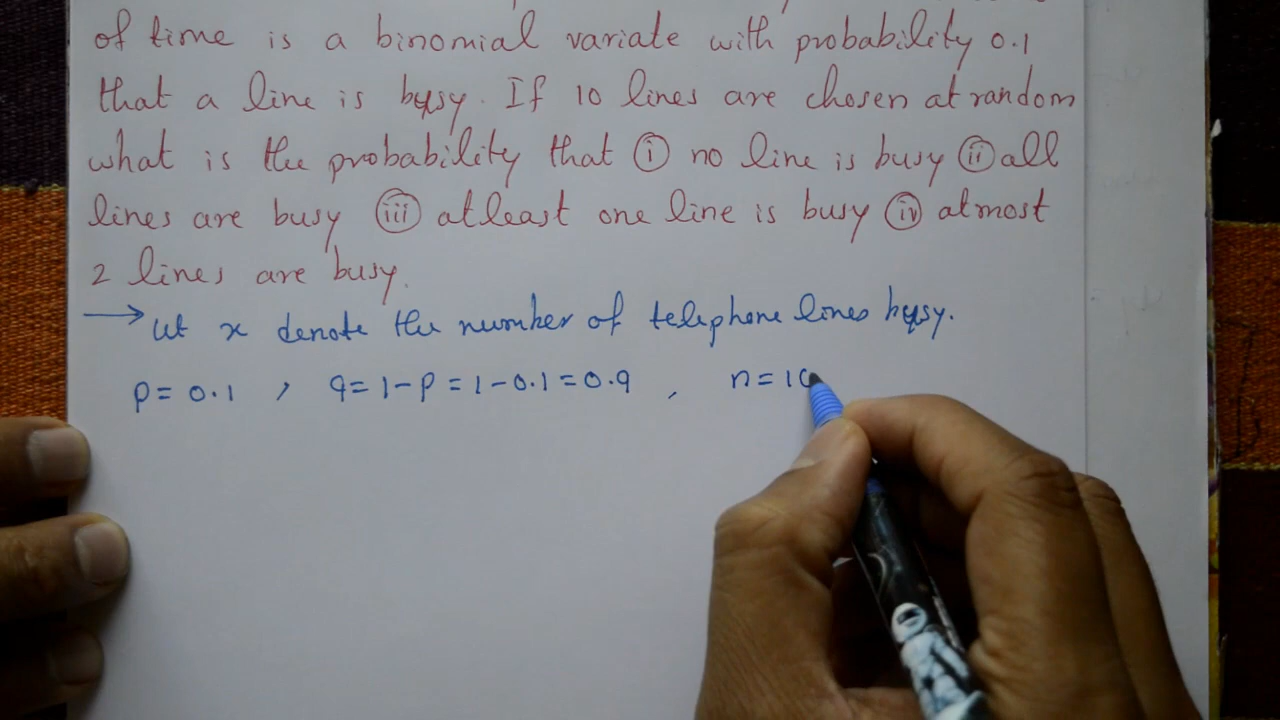 of time is a binomial variate with probability 0.1
that a line is busy. If 10 lines are chosen at random
what is the probability that (i) no line is busy (ii) all
lines are busy (iii) atleast one line is busy (iv) atmost
2 lines are busy.
→ Let x denote the number of telephone lines busy.
p = 0.1 , q = 1 - p = 1 - 0.1 = 0.9 , n = 10